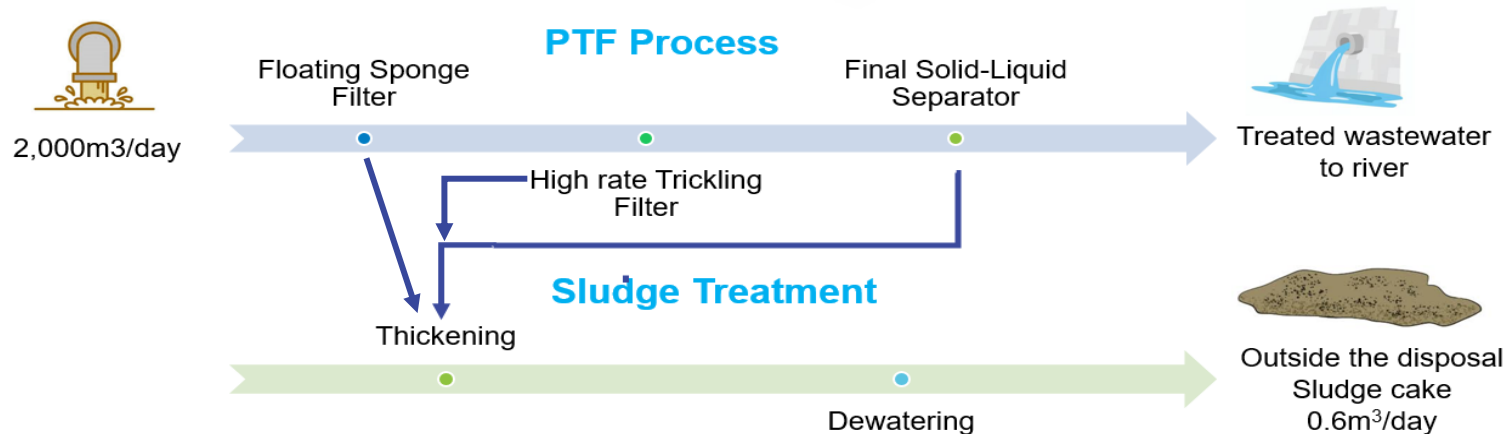 PTF Process
Floating Sponge
Filter
Final Solid-Liquid
Separator
2,000m3/day
Treated wastewater
to river
High rate Trickling
Filter
Sludge Treatment
Thickening
Outside the disposal
Sludge cake
0.6m³/day
Dewatering